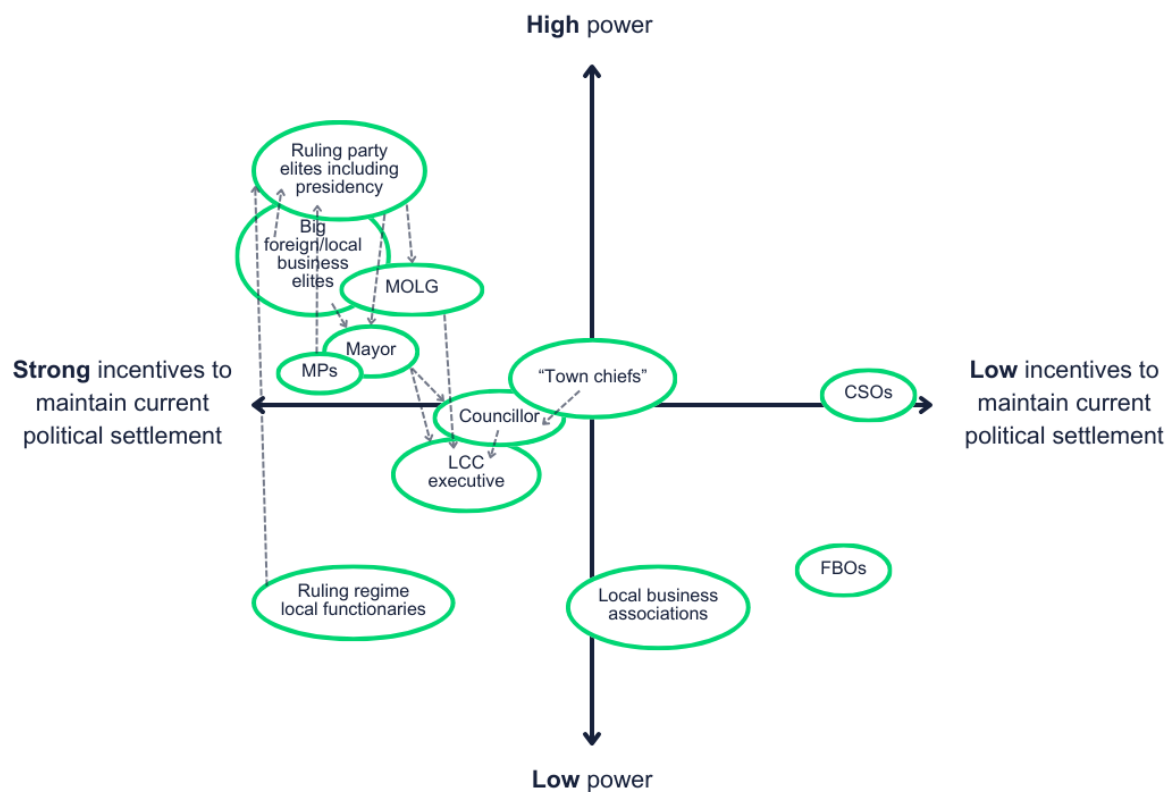 High power
Ruling party
elites including
presidency
Big
foreign/local
business
elites
MOLG
Mayor
MPs
Strong incentives to
maintain current
political settlement
"Town chiefs"
CSOs
Low incentives to
maintain current
political settlement
Councillor
LCC
executive
Ruling regime
local functionaries
Local business
associations
FBOs
Low power